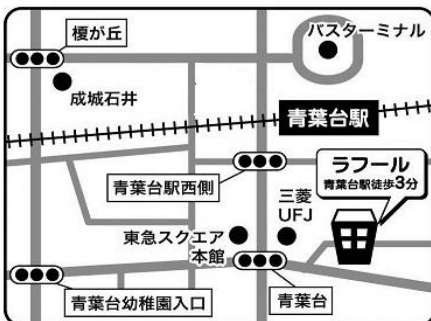 榎が丘
バスターミナル
成城石井
青葉台駅
ラフール
青葉台駅徒歩3分
青葉台駅西側
三菱
UFJ
東急スクエア
本館
青葉台幼稚園入口
青葉台